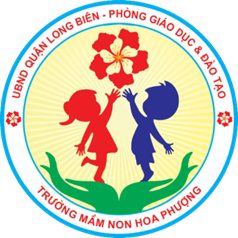 UBND QUẬN LONG BIÊN - PHÒNG GIÁO DỤC & ĐÀO TẠO
TRƯỜNG MẦM NON HOA PHƯỢNG